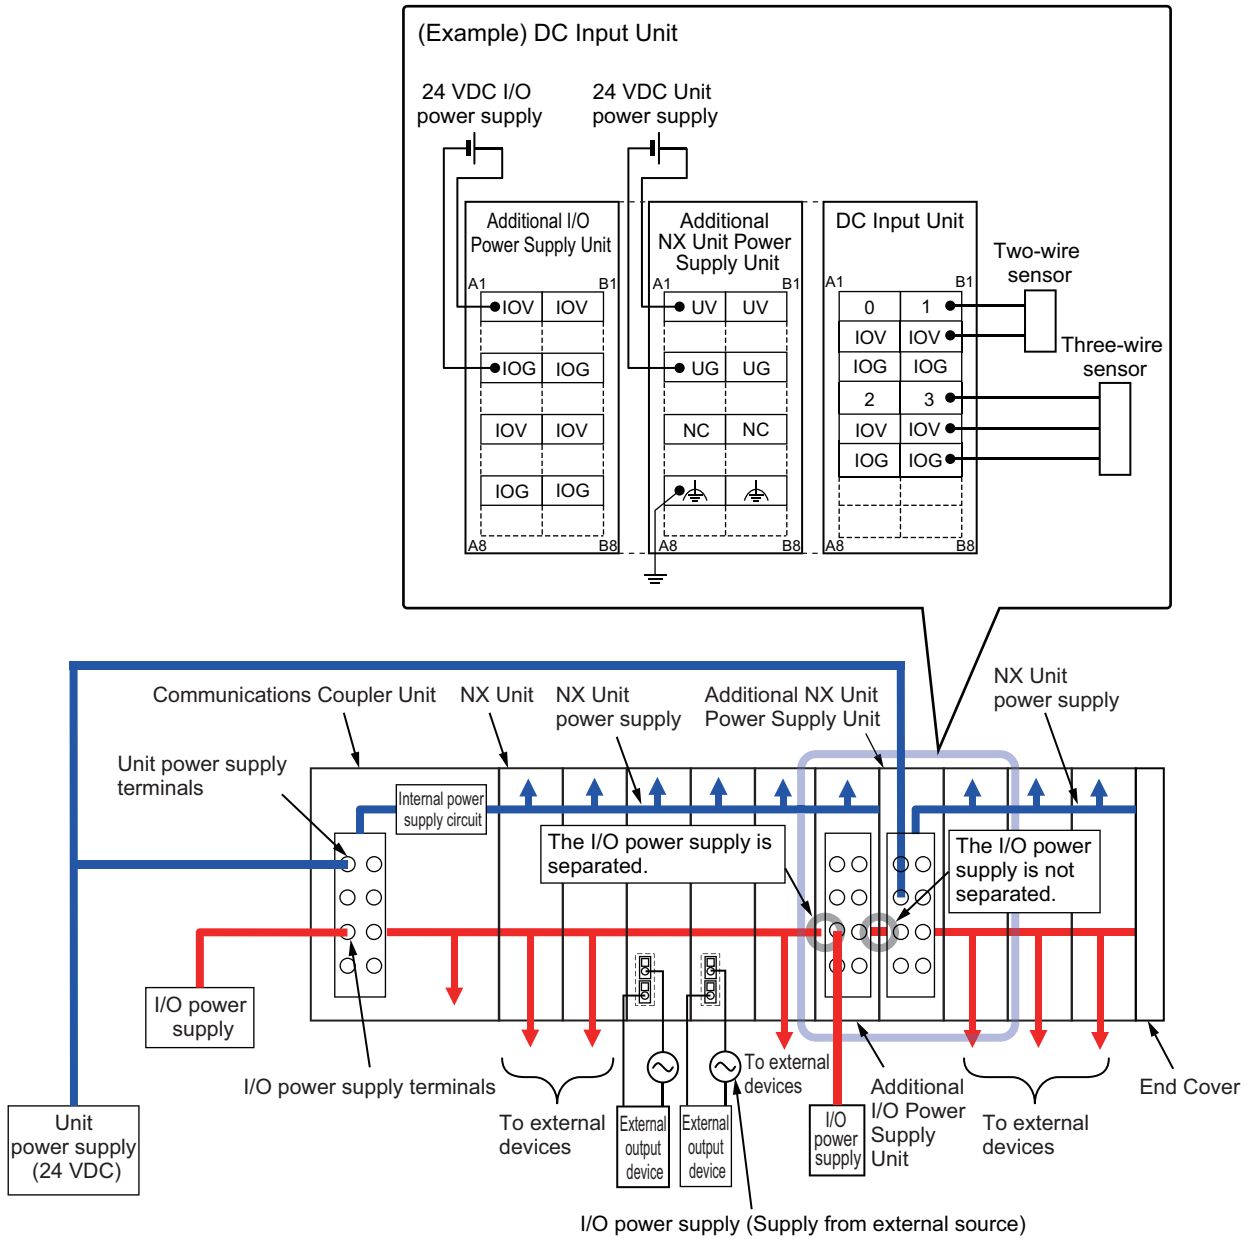 (Example) DC Input Unit
24 VDC I/O
power supply
24 VDC Unit
power supply
Additional I/O
Power Supply Unit
A1
B1
IOV IOV
IOG IOG
IOV IOV
IOG IOG
A8
B8
Additional
NX Unit Power
Supply Unit
A1
B1
UV UV
UG UG
NC NC
A8
B8
DC Input Unit
A1
B1
0 1
IOV IOV
IOG IOG
2 3
IOV IOV
IOG IOG
A8
B8
Two-wire
sensor
Three-wire
sensor
Communications Coupler Unit
NX Unit
NX Unit
power supply
Additional NX Unit
Power Supply Unit
NX Unit
power supply
Unit power supply
terminals
Internal power
supply circuit
The I/O power supply is
separated.
The I/O power
supply is not
separated.
I/O power
supply
I/O power supply terminals
Unit
power supply
(24 VDC)
To external
devices
External
output
device
External
output
device
To external
devices
I/O
power
supply
Additional
I/O Power
Supply
Unit
To external
devices
End Cover
I/O power supply (Supply from external source)